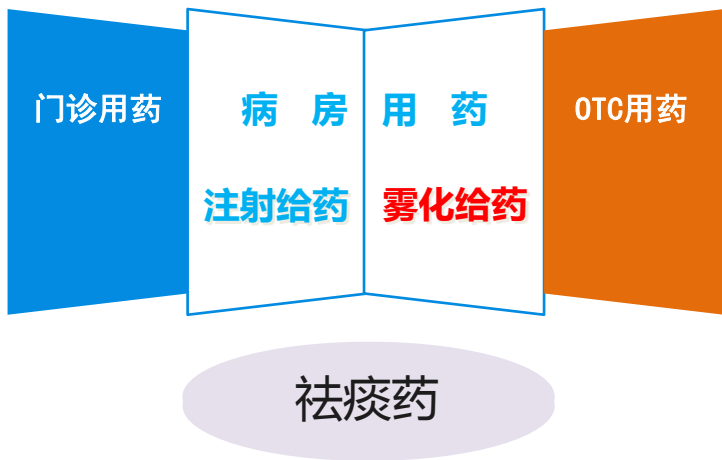 门诊用药
病 房 用 药
OTC用药
注射给药
雾化给药
祛痰药